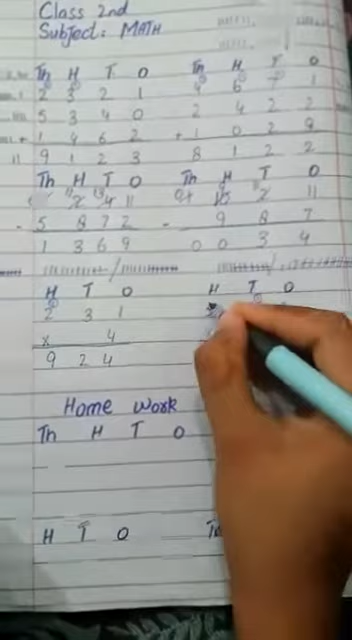 Class 2nd
Subject: MATH
Th H T O Th H T O
2 3 2 1 4 6 7 1
5 3 4 0 2 4 2 2
+ 1 4 6 2 + 1 0 2 9
9 1 2 3 8 1 2 2
Th H T O Th H T O
- 5 8 7 2 - 9 8 7
1 3 6 9 0 0 3 4
H T O H T O
2 3 1
x 4
9 2 4
Home Work
Th H T O
H T O